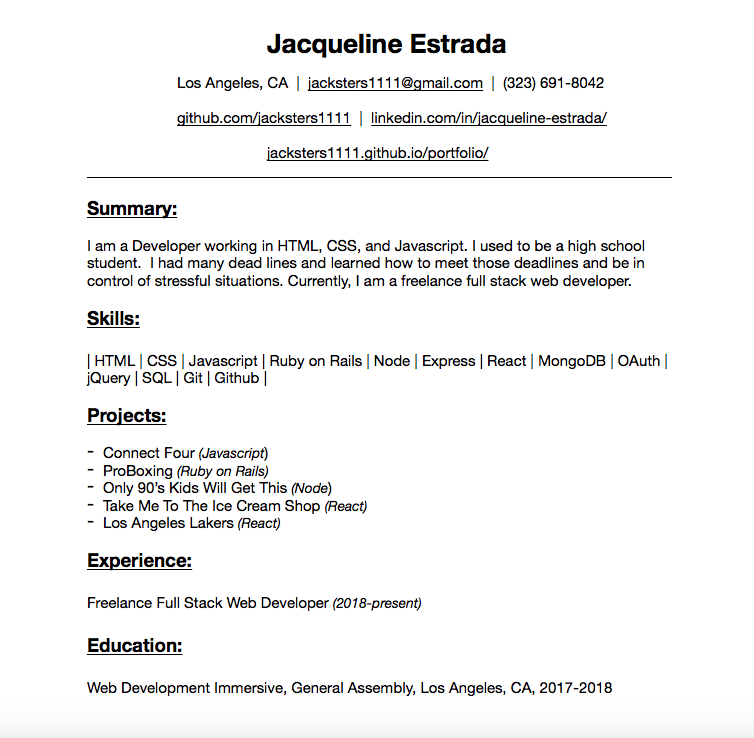 Jacqueline Estrada
Los Angeles, CA | jacksters1111@gmail.com | (323) 691-8042
github.com/jacksters1111 | linkedin.com/in/jacqueline-estrada/
jacksters1111.github.io/portfolio/
Summary:
I am a Developer working in HTML, CSS, and Javascript. I used to be a high school
student.  I had many dead lines and learned how to meet those deadlines and be in
control of stressful situations. Currently, I am a freelance full stack web developer.
Skills:
| HTML | CSS | Javascript | Ruby on Rails | Node | Express | React | MongoDB | OAuth |
jQuery | SQL | Git | Github |
Projects:
- Connect Four (Javascript)
- ProBoxing (Ruby on Rails)
- Only 90’s Kids Will Get This (Node)
- Take Me To The Ice Cream Shop (React)
- Los Angeles Lakers (React)
Experience:
Freelance Full Stack Web Developer (2018-present)
Education:
Web Development Immersive, General Assembly, Los Angeles, CA, 2017-2018